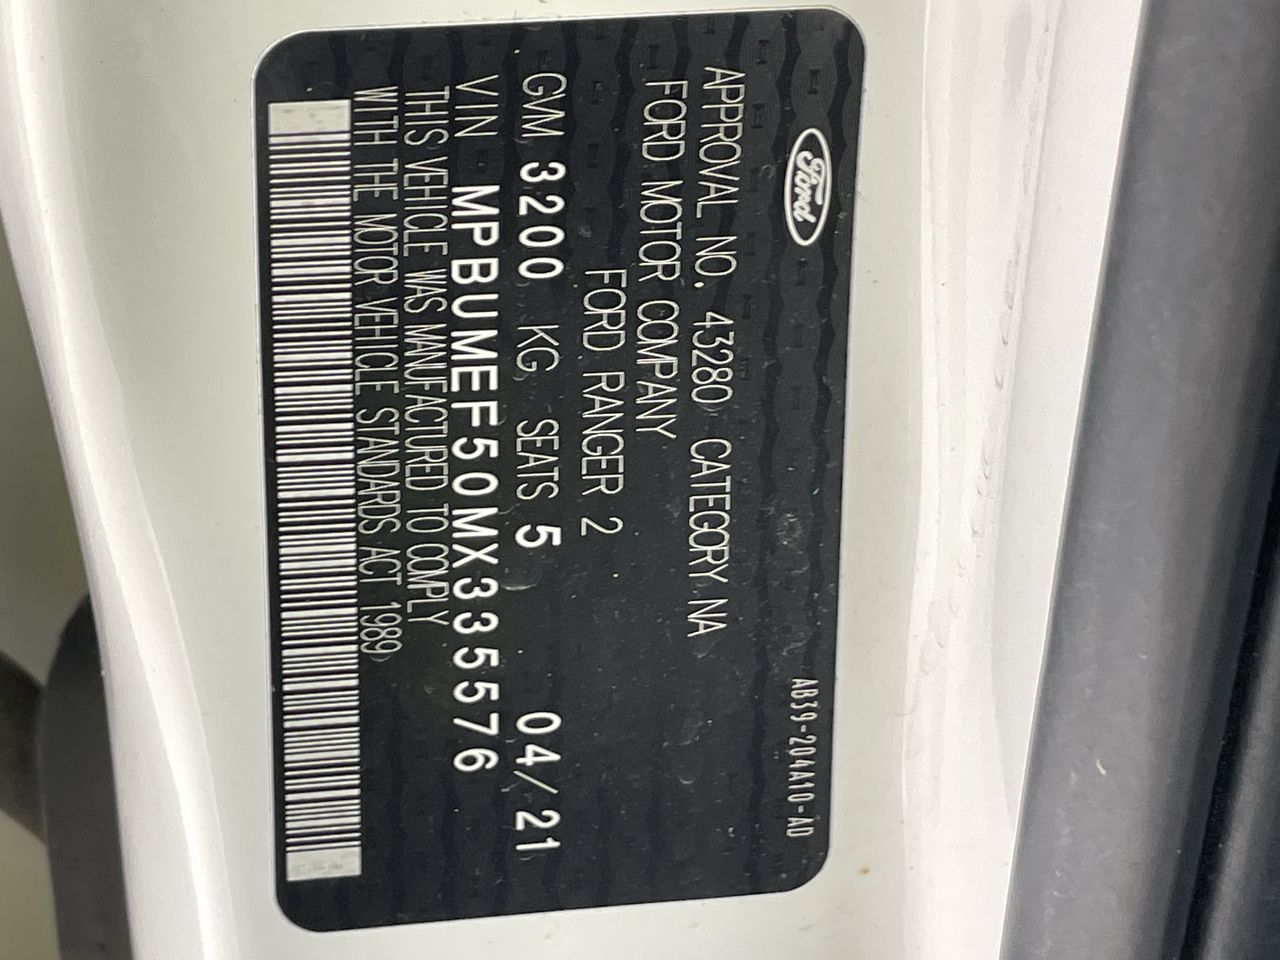 Ford
AB39-204A10-AD
APPROVAL NO. 43280 CATEGORY NA
FORD MOTOR COMPANY
FORD RANGER 2
GVM 3200 KG SEATS 5 04/21
VIN MPBUMEF50MX335576
THIS VEHICLE WAS MANUFACTURED TO COMPLY
WITH THE MOTOR VEHICLE STANDARDS ACT 1989